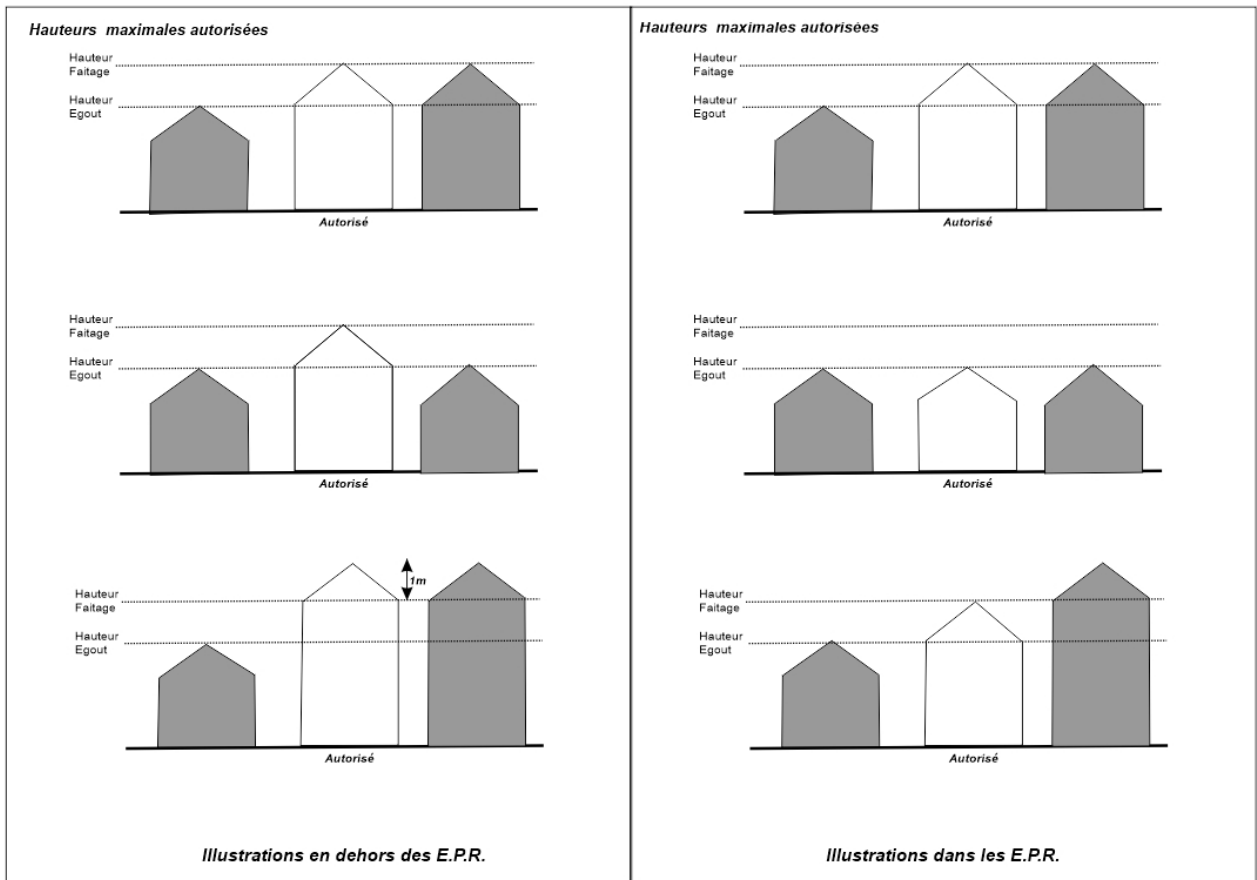 Hauteurs maximales autorisées
Hauteur
Faitage
Hauteur
Egout
Autorisé
Hauteur
Faitage
Hauteur
Egout
Autorisé
1m
Hauteur
Faitage
Hauteur
Egout
Autorisé
Illustrations en dehors des E.P.R.
Hauteurs maximales autorisées
Hauteur
Faitage
Hauteur
Egout
Autorisé
Hauteur
Faitage
Hauteur
Egout
Autorisé
Hauteur
Faitage
Hauteur
Egout
Autorisé
Illustrations dans les E.P.R.